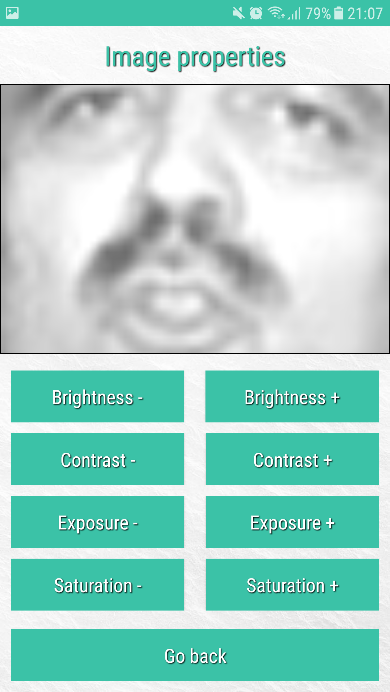 79% 21:07
Image properties
Brightness - Brightness +
Contrast - Contrast +
Exposure - Exposure +
Saturation - Saturation +
Go back